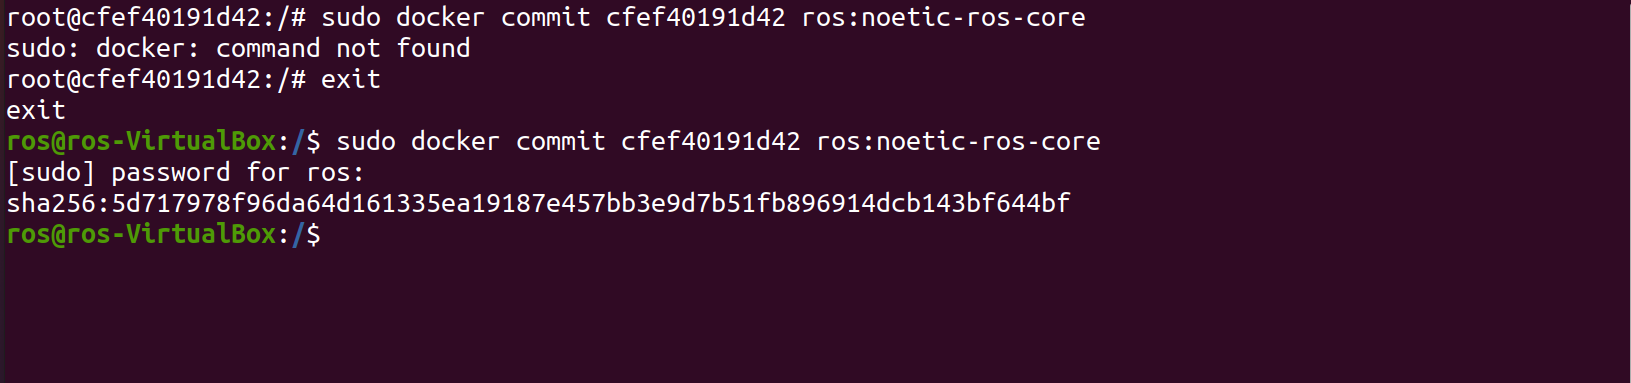 root@cfef40191d42:/# sudo docker commit cfef40191d42 ros:noetic-ros-core
sudo: docker: command not found
root@cfef40191d42:/# exit
exit
ros@ros-VirtualBox:/$ sudo docker commit cfef40191d42 ros:noetic-ros-core
[sudo] password for ros:
sha256:5d717978f96da64d161335ea19187e457bb3e9d7b51fb896914dcb143bf644bf
ros@ros-VirtualBox:/$